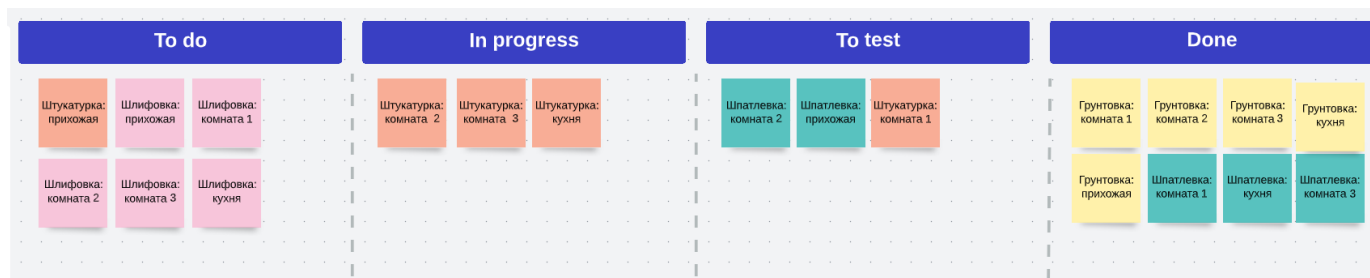 To do
In progress
To test
Done
Штукатурка:
прихожая
Шлифовка:
прихожая
Шлифовка:
комната 1
Шлифовка:
комната 2
Шлифовка:
комната 3
Шлифовка:
кухня
Штукатурка:
комната 2
Штукатурка:
комната 3
Штукатурка:
кухня
Шпатлевка:
комната 2
Шпатлевка:
прихожая
Штукатурка:
комната 1
Грунтовка:
комната 1
Грунтовка:
комната 2
Грунтовка:
комната 3
Грунтовка:
кухня
Грунтовка:
прихожая
Шпатлевка:
комната 1
Шпатлевка:
кухня
Шпатлевка:
комната 3